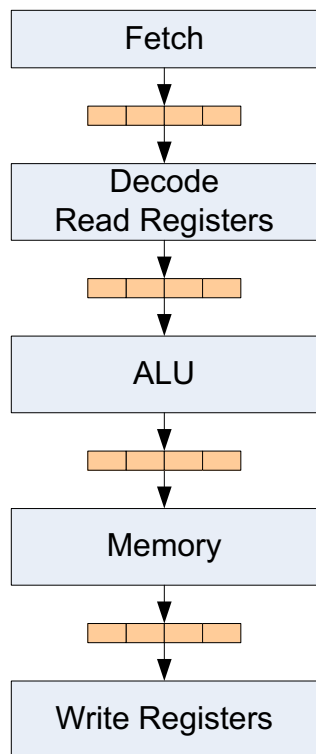 Fetch
Decode
Read Registers
ALU
Memory
Write Registers